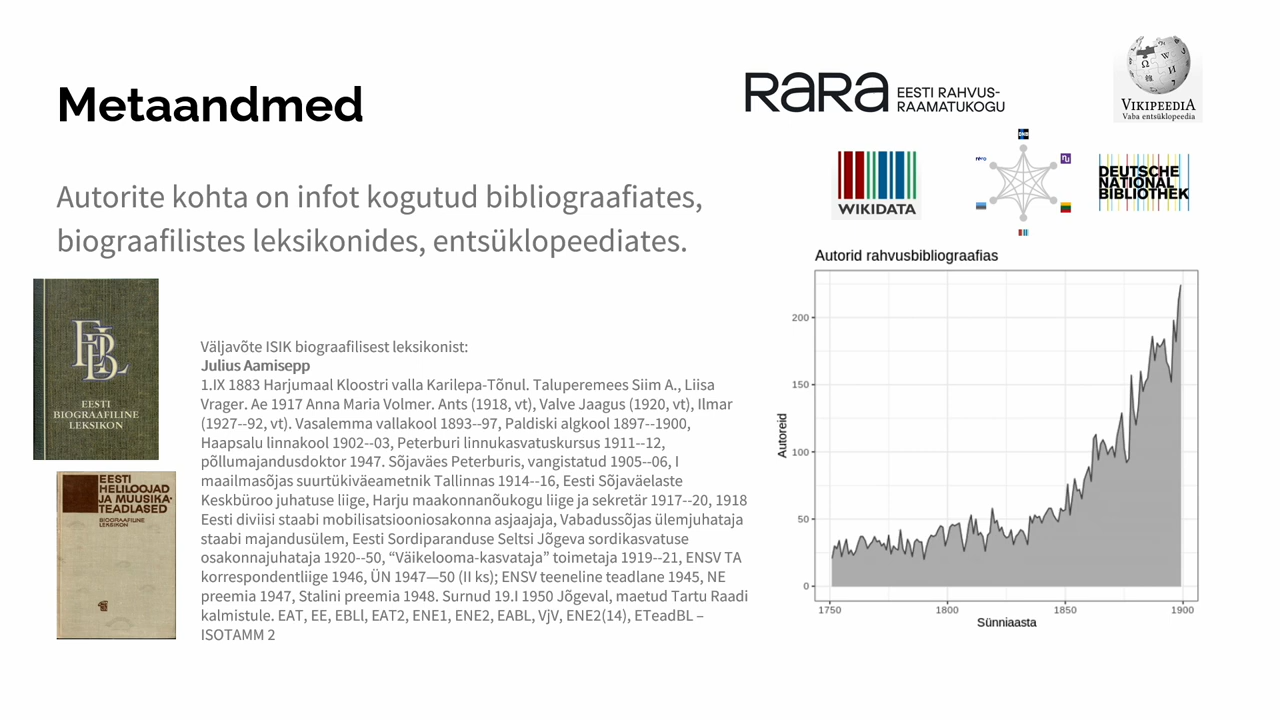 Metaandmed
Autorite kohta on infot kogutud bibliograafiates,
biograafilistes leksikonides, entsüklopeediates.
EBL
EESTI
BIOGRAAFILINE
LEKSIKON
EESTI
HELILOOJAD
JA MUUSIKA-
TEADLASED
BIOGRAAFILINE
LEKSIKON
Väljavõte ISIK biograafilisest leksikonist:
Julius Aamisepp
1.IX 1883 Harjumaal Kloostri valla Karilepa-Tõnul. Taluperemees Siim A., Liisa
Vrager. Ae 1917 Anna Maria Volmer. Ants (1918, vt), Valve Jaagus (1920, vt), Ilmar
(1927--92, vt). Vasalemma vallakool 1893--97, Paldiski algkool 1897--1900,
Haapsalu linnakool 1902--03, Peterburi linnukasvatuskursus 1911--12,
põllumajandusdoktor 1947. Sõjaväes Peterburis, vangistatud 1905--06, I
maailmasõjas suurtükiväeametnik Tallinnas 1914--16, Eesti Sõjaväelaste
Keskbüroo juhatuse liige, Harju maakonnanõukogu liige ja sekretär 1917--20, 1918
Eesti diviisi staabi mobilisatsiooniosakonna asjaajaja, Vabadussõjas ülemjuhataja
staabi majandusülem, Eesti Sordiparanduse Seltsi Jõgeva sordikasvatuse
osakonnajuhataja 1920--50, “Väikelooma-kasvataja” toimetaja 1919--21, ENSV TA
korrespondentliige 1946, ÜN 1947—50 (II ks); ENSV teeneline teadlane 1945, NE
preemia 1947, Stalini preemia 1948. Surnud 19.I 1950 Jõgeval, maetud Tartu Raadi
kalmistule. EAT, EE, EBLl, EAT2, ENE1, ENE2, EABL, VjV, ENE2(14), ETeadBL –
ISOTAMM 2
RaRa EESTI RAHVUS-
RAAMATUKOGU
VIKIPEEDIA
Vaba entsüklopeedia
WIKIDATA
DEUTSCHE
NATIONAL
BIBLIOTHEK
Autorid rahvusbibliograafias
Autoreid
200
150
100
50
0
1750 1800 1850 1900
Sünniaasta